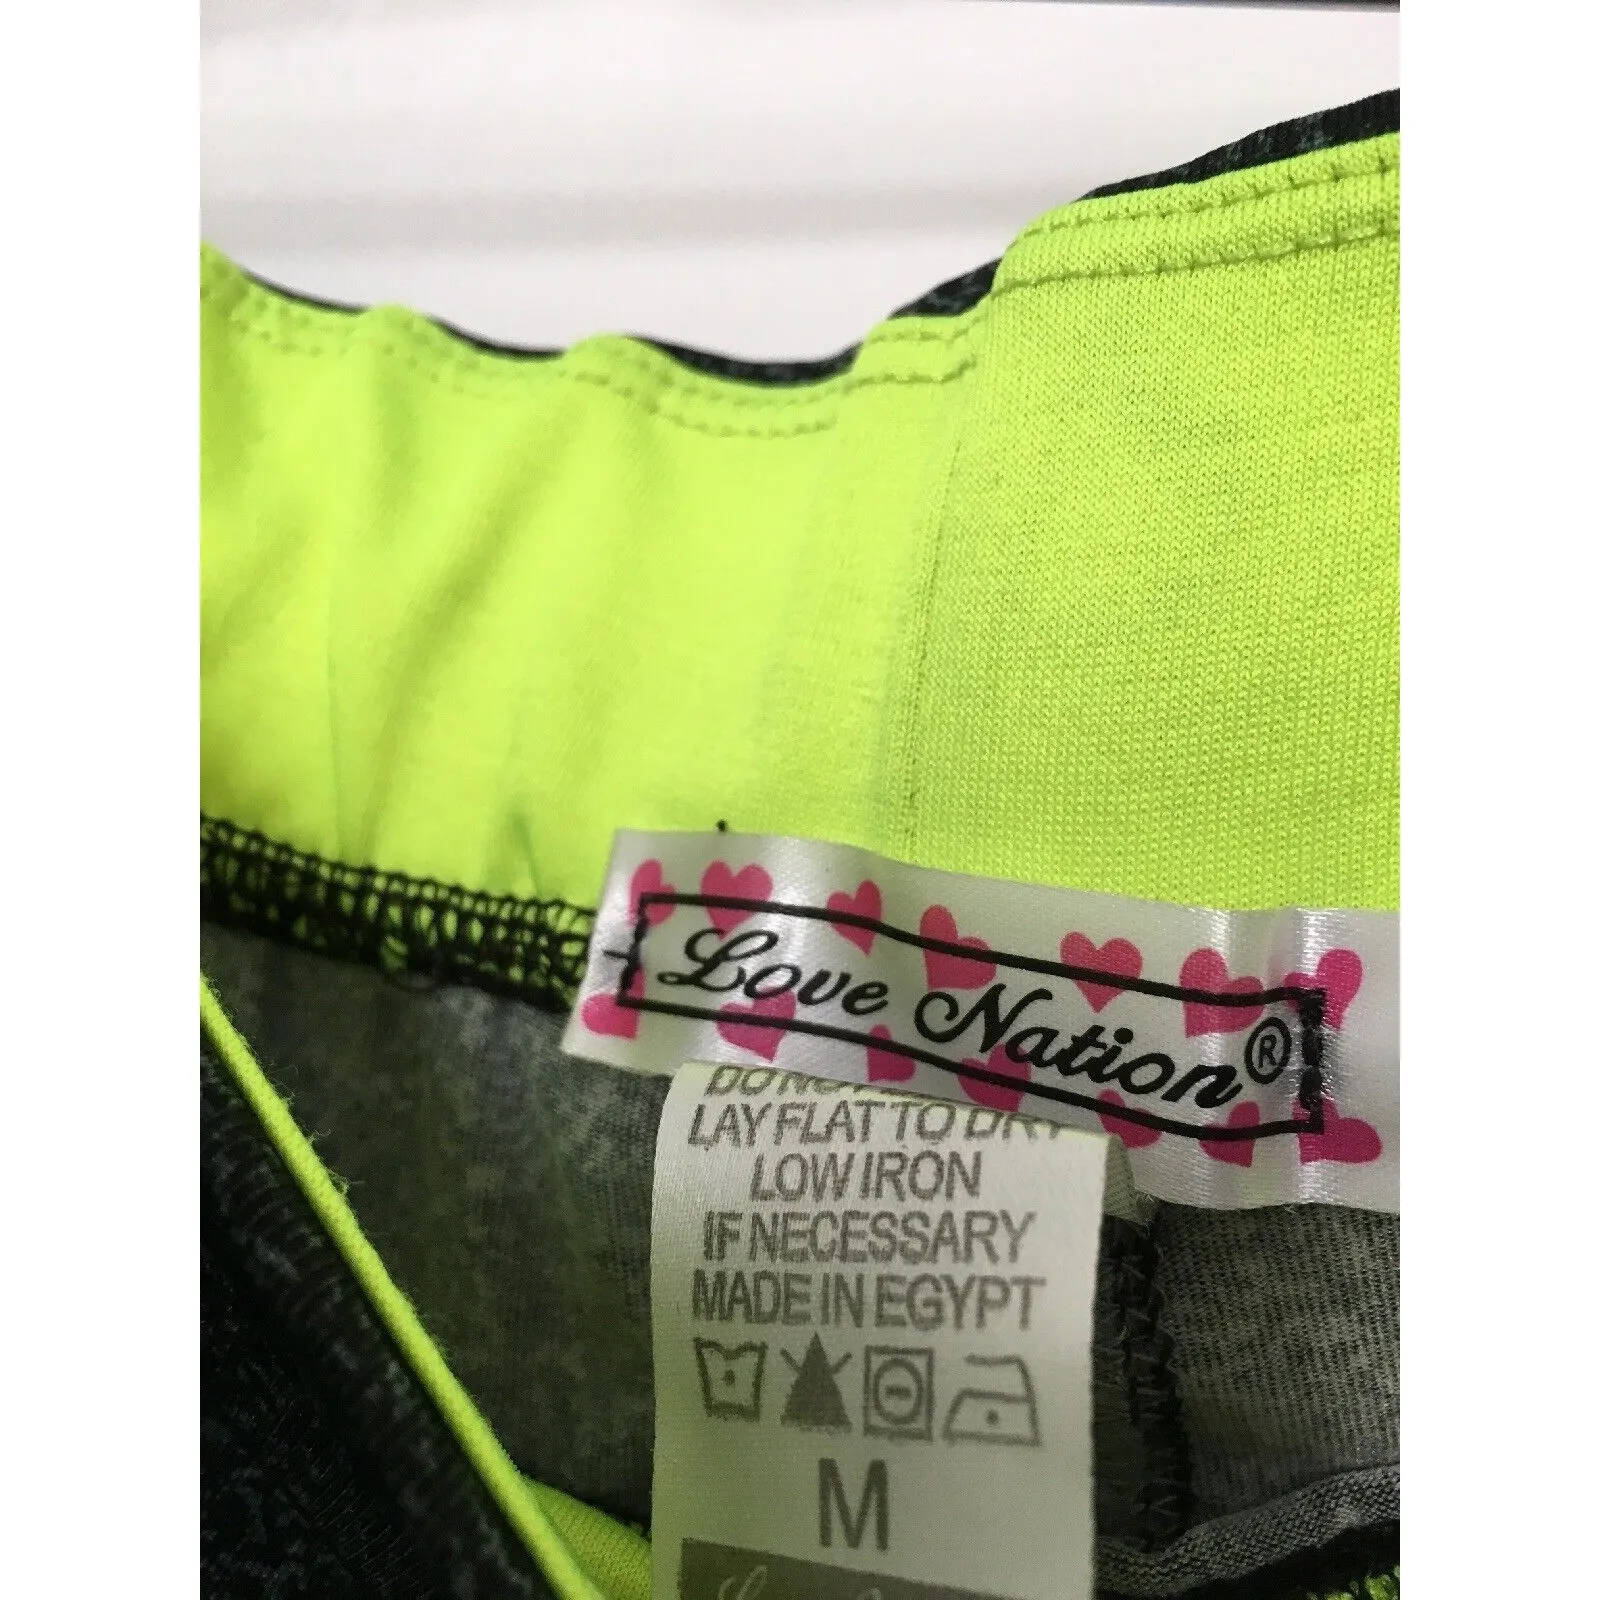 Love Nation®
LAY FLAT TO DRY
LOW IRON
IF NECESSARY
MADE IN EGYPT
M